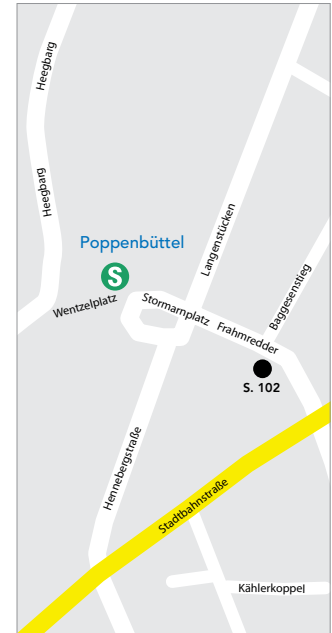 Heegbarg
Heegbarg
Poppenbüttel
S
Wentzelplatz
Stormarnplatz
Langenstücken
Frahmredder
Baggesenstieg
S. 102
Hennebergstraße
Stadtbahnstraße
Kählerkoppel